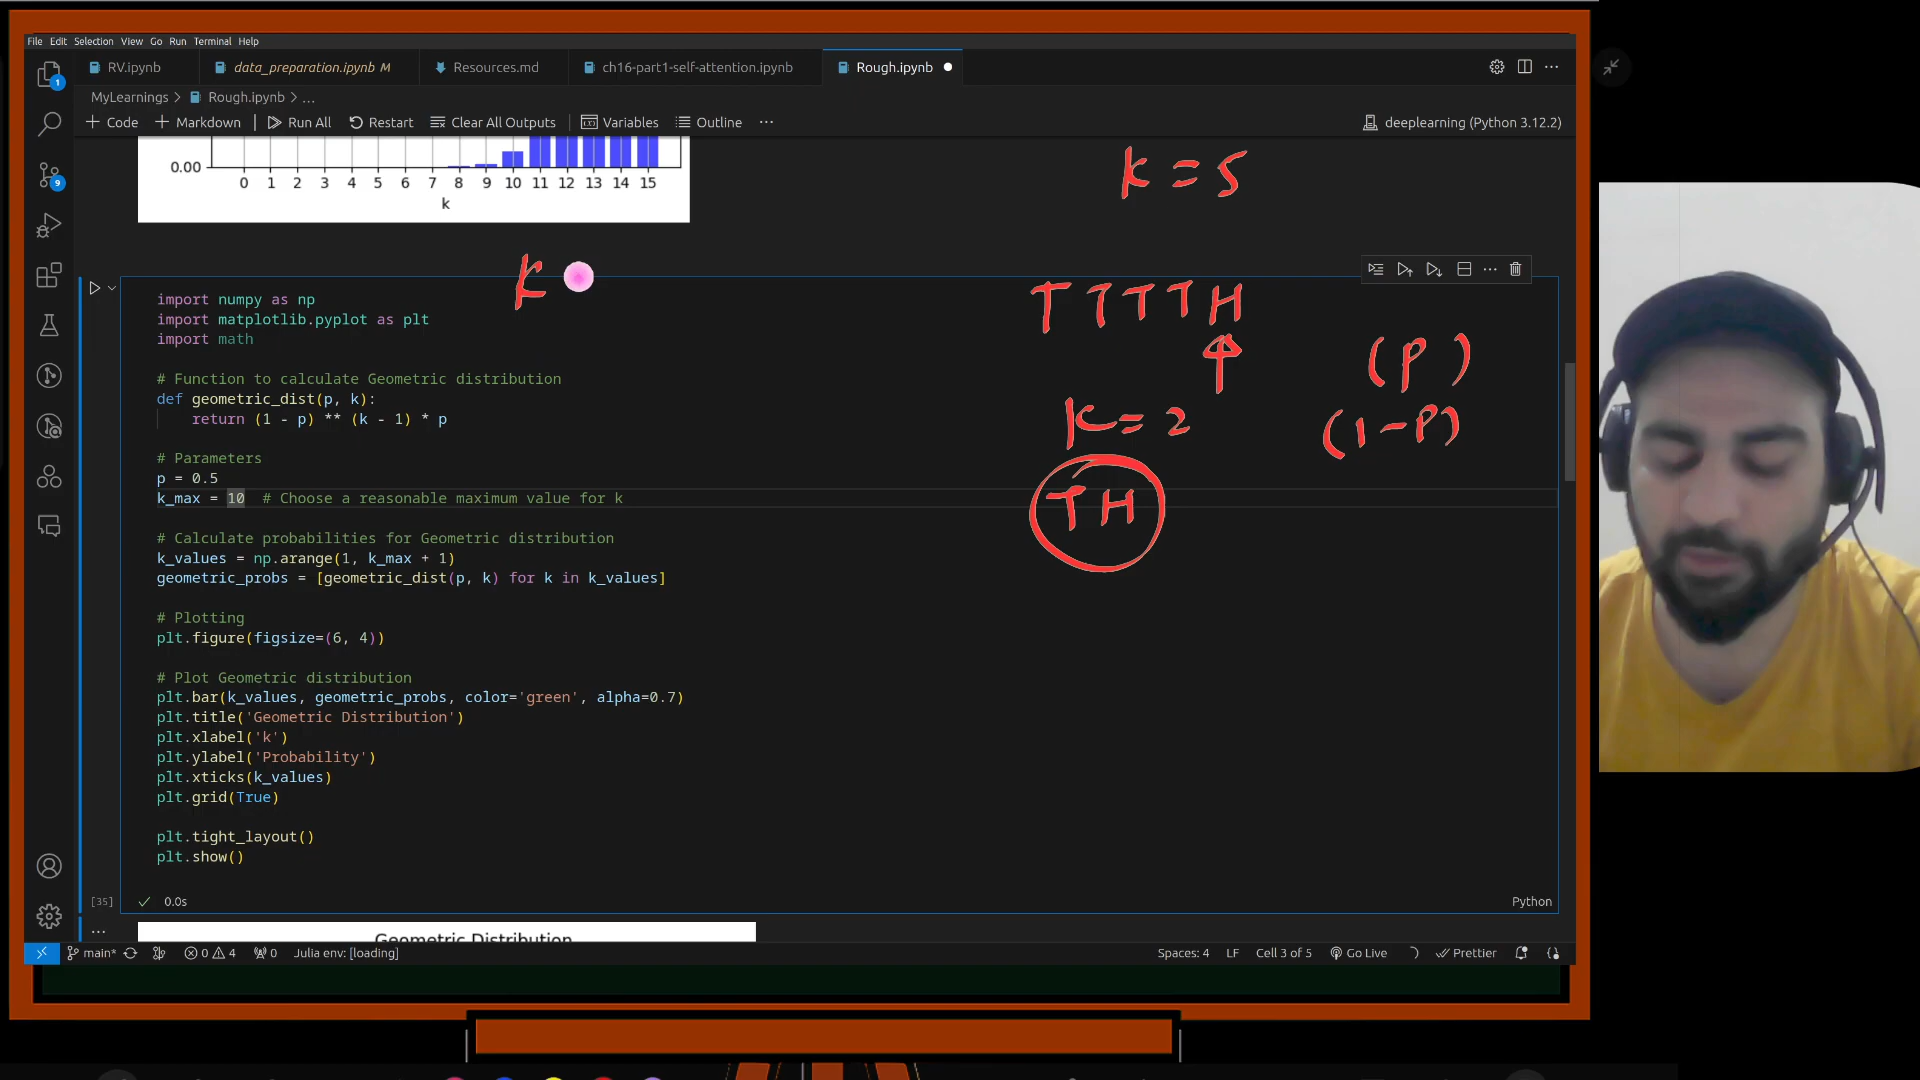 File Edit Selection View Go Run Terminal Help
RV.ipynb data_preparation.ipynb M Resources.md ch16-part1-self-attention.ipynb Rough.ipynb
MyLearnings > Rough.ipynb > ...
+ Code + Markdown Run All Restart Clear All Outputs Variables Outline ... deeplearning (Python 3.12.2)
0.00
0 1 2 3 4 5 6 7 8 9 10 11 12 13 14 15
k
K = 5
K
T T T T H
(P)
K = 2
(1-P)
T H
import numpy as np
import matplotlib.pyplot as plt
import math
# Function to calculate Geometric distribution
def geometric_dist(p, k):
return (1 - p) ** (k - 1) * p
# Parameters
p = 0.5
k_max = 10 # Choose a reasonable maximum value for k
# Calculate probabilities for Geometric distribution
k_values = np.arange(1, k_max + 1)
geometric_probs = [geometric_dist(p, k) for k in k_values]
# Plotting
plt.figure(figsize=(6, 4))
# Plot Geometric distribution
plt.bar(k_values, geometric_probs, color='green', alpha=0.7)
plt.title('Geometric Distribution')
plt.xlabel('k')
plt.ylabel('Probability')
plt.xticks(k_values)
plt.grid(True)
plt.tight_layout()
plt.show()
[35] 0.0s Python
...
Geometric Distribution
main* 0 4 0 Julia env: [loading] Spaces: 4 LF Cell 3 of 5 Go Live Prettier
1
9